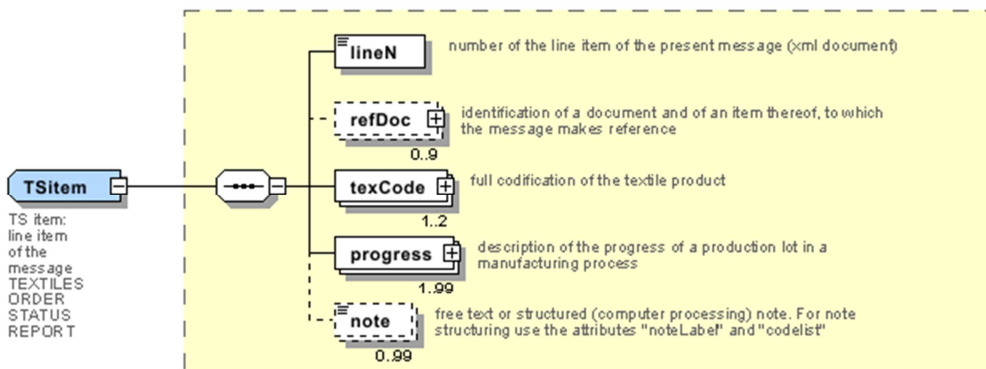 lineN
number of the line item of the present message (xml document)
refDoc
identification of a document and of an item thereof, to which
the message makes reference
0..9
TSitem
texCode
full codification of the textile product
1..2
TS item:
line item
of the
message
TEXTILES
ORDER
STATUS
REPORT
progress
description of the progress of a production lot in a
manufacturing process
1..99
note
free text or structured (computer processing) note. For note
structuring use the attributes "noteLabel" and "codelist"
0..99